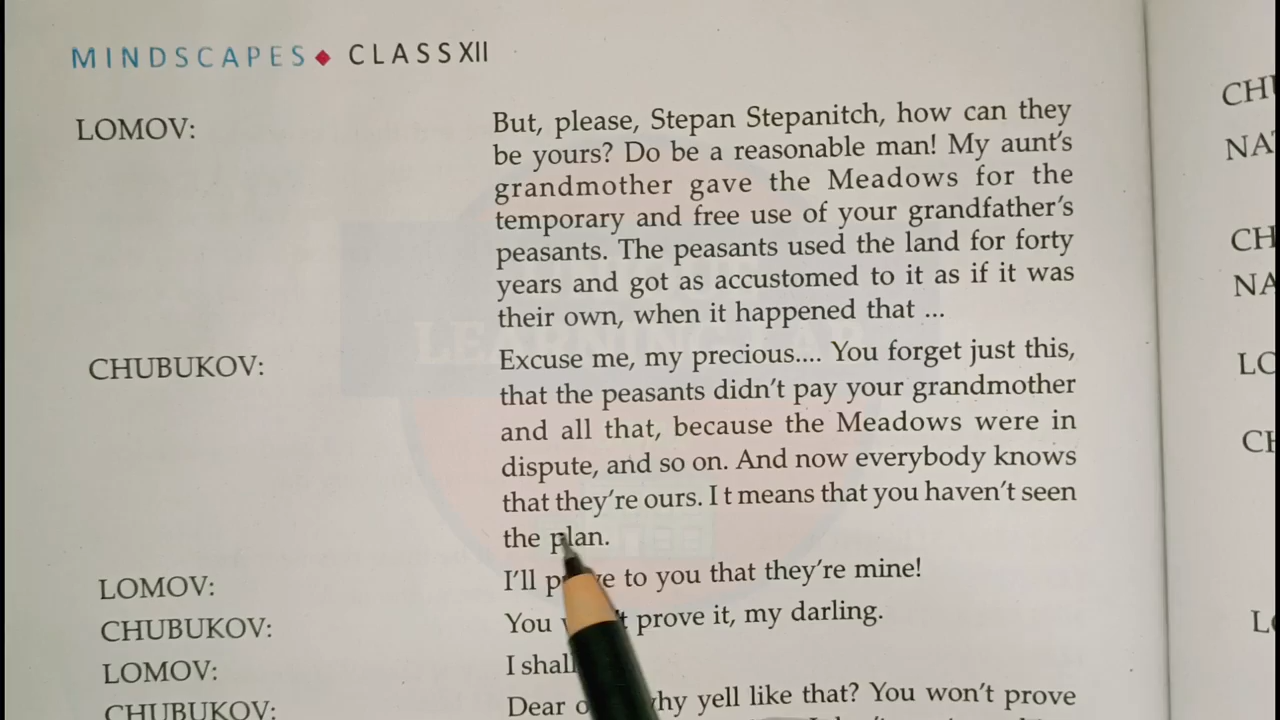 MINDSCAPES◆ CLASS XII
LOMOV: But, please, Stepan Stepanitch, how can they
be yours? Do be a reasonable man! My aunt's
grandmother gave the Meadows for the
temporary and free use of your grandfather's
peasants. The peasants used the land for forty
years and got as accustomed to it as if it was
their own, when it happened that ...
CHUBUKOV: Excuse me, my precious.... You forget just this,
that the peasants didn't pay your grandmother
and all that, because the Meadows were in
dispute, and so on. And now everybody knows
that they're ours. I t means that you haven't seen
the plan.
LOMOV: I'll to you that they're mine!
CHUBUKOV: You prove it, my darling.
LOMOV: I shall
CHUBUKOV: Dear why yell like that? You won't prove
LEARNING LAB
CHU
NA
CH
NA
LO
CH
LO